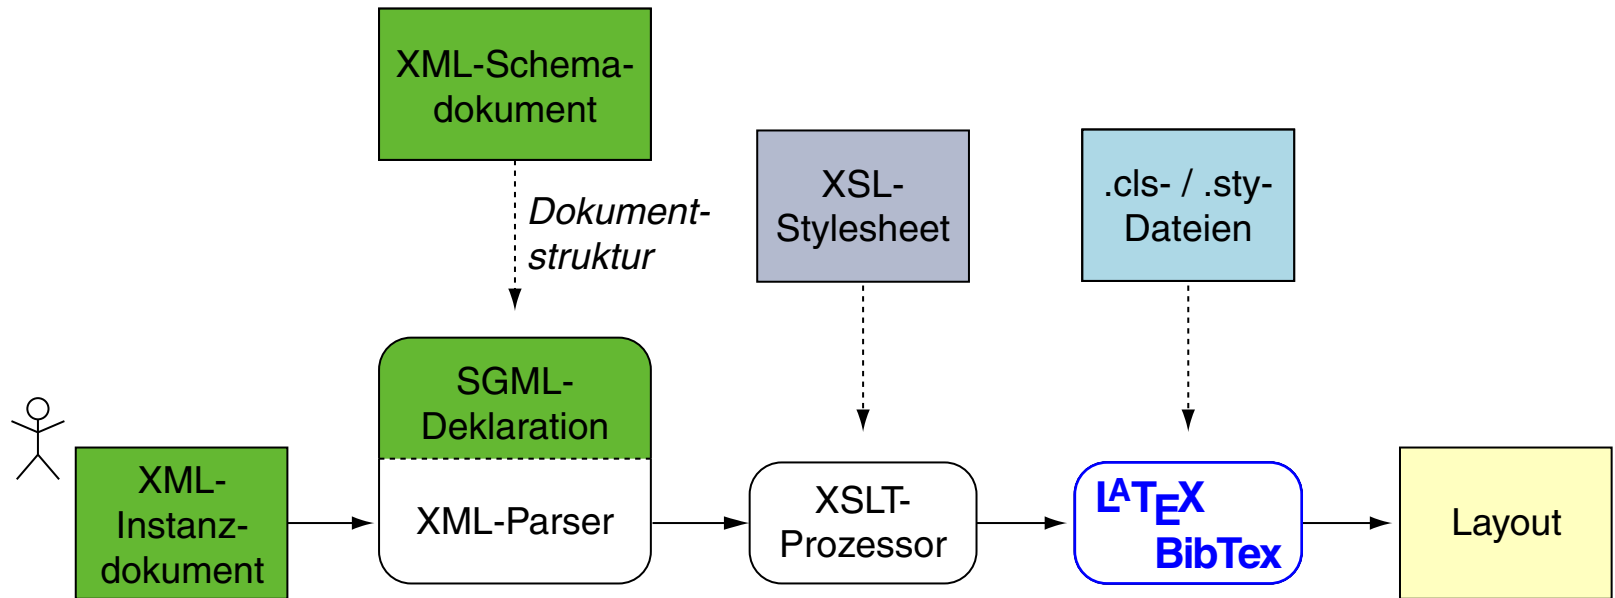 XML-Schema-
dokument
Dokument-
struktur
XSL-
Stylesheet
.cls- / .sty-
Dateien
SGML-
Deklaration
XML-
Instanz-
dokument
XML-Parser
XSLT-
Prozessor
LATEX
BibTex
Layout